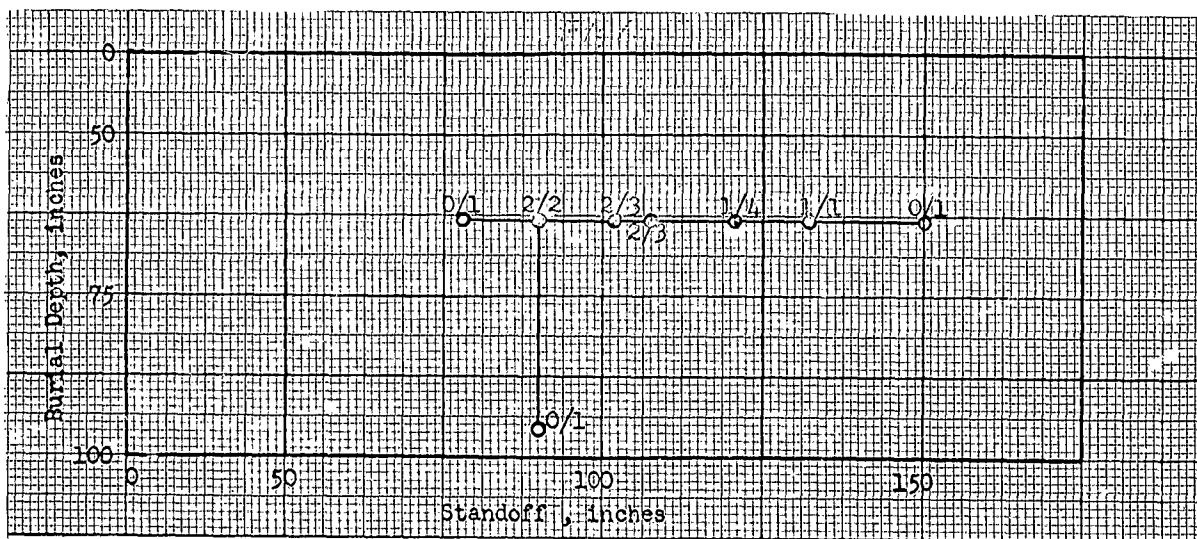 0
50
Burial Depth, inches
0/1 2/2 2/3 1/4 1/1 0/1
2/3
75
0/1
100
0 50 100 150
Standoff, inches